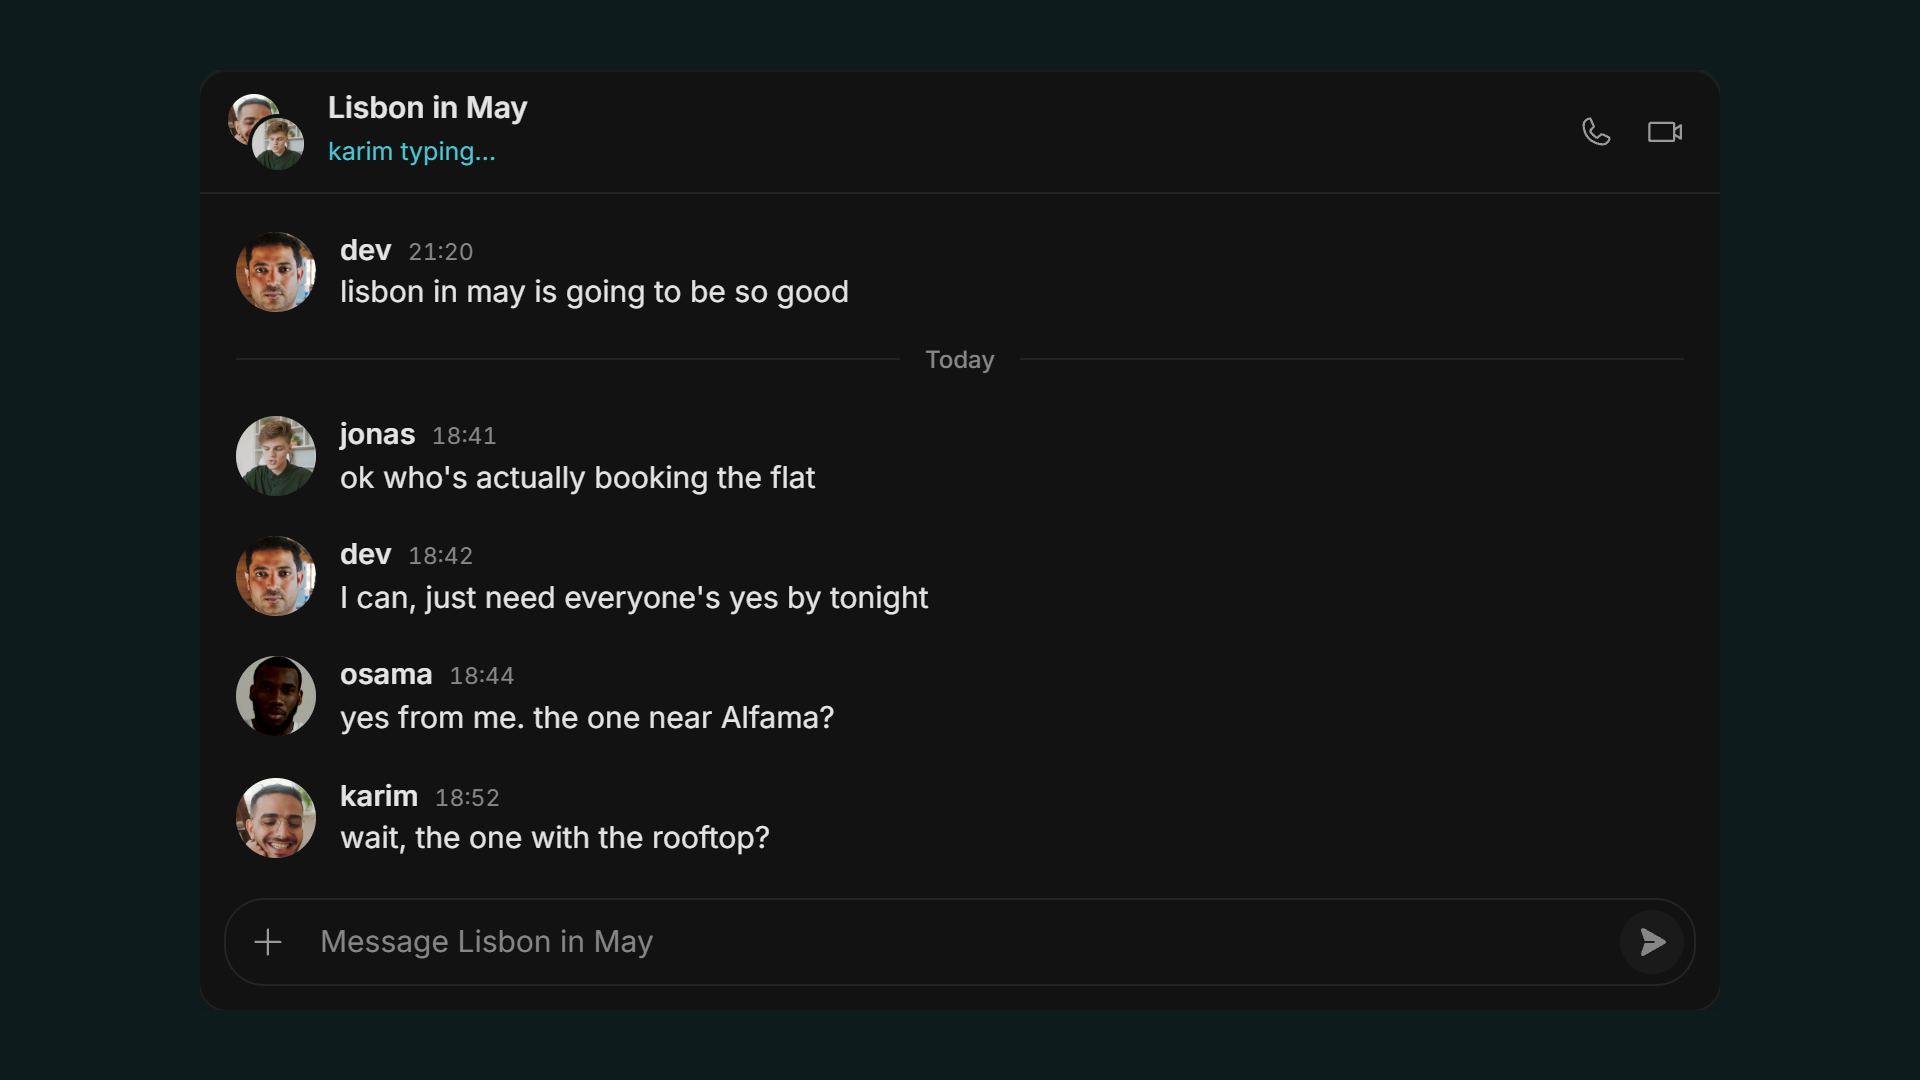 Lisbon in May
karim typing...
dev 21:20
lisbon in may is going to be so good
Today
jonas 18:41
ok who's actually booking the flat
dev 18:42
I can, just need everyone's yes by tonight
osama 18:44
yes from me. the one near Alfama?
karim 18:52
wait, the one with the rooftop?
Message Lisbon in May